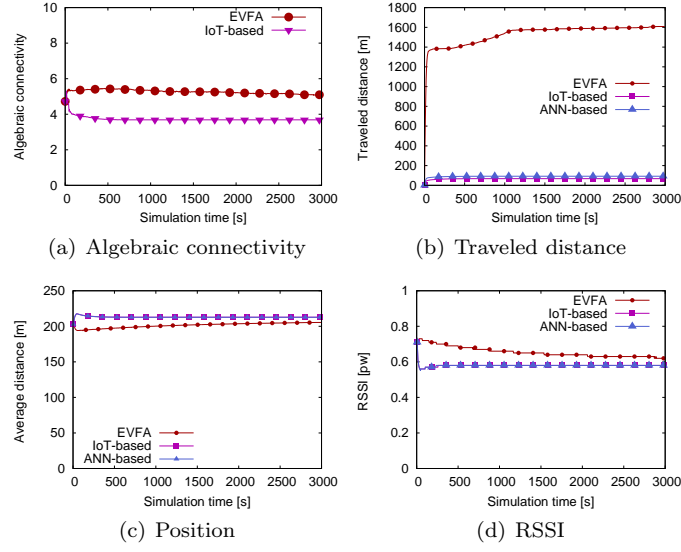 10
8
6
4
2
0
Algebraic connectivity
EVFA
IoT-based
0 500 1000 1500 2000 2500 3000
Simulation time [s]
(a) Algebraic connectivity
1800
1600
1400
1200
1000
800
600
400
200
0
Traveled distance [m]
EVFA
IoT-based
ANN-based
0 500 1000 1500 2000 2500 3000
Simulation time [s]
(b) Traveled distance
250
200
150
100
50
0
Average distance [m]
EVFA
IoT-based
ANN-based
0 500 1000 1500 2000 2500 3000
Simulation time [s]
(c) Position
1
0.8
0.6
0.4
0.2
0
RSSI [pw]
EVFA
IoT-based
ANN-based
0 500 1000 1500 2000 2500 3000
Simulation time [s]
(d) RSSI